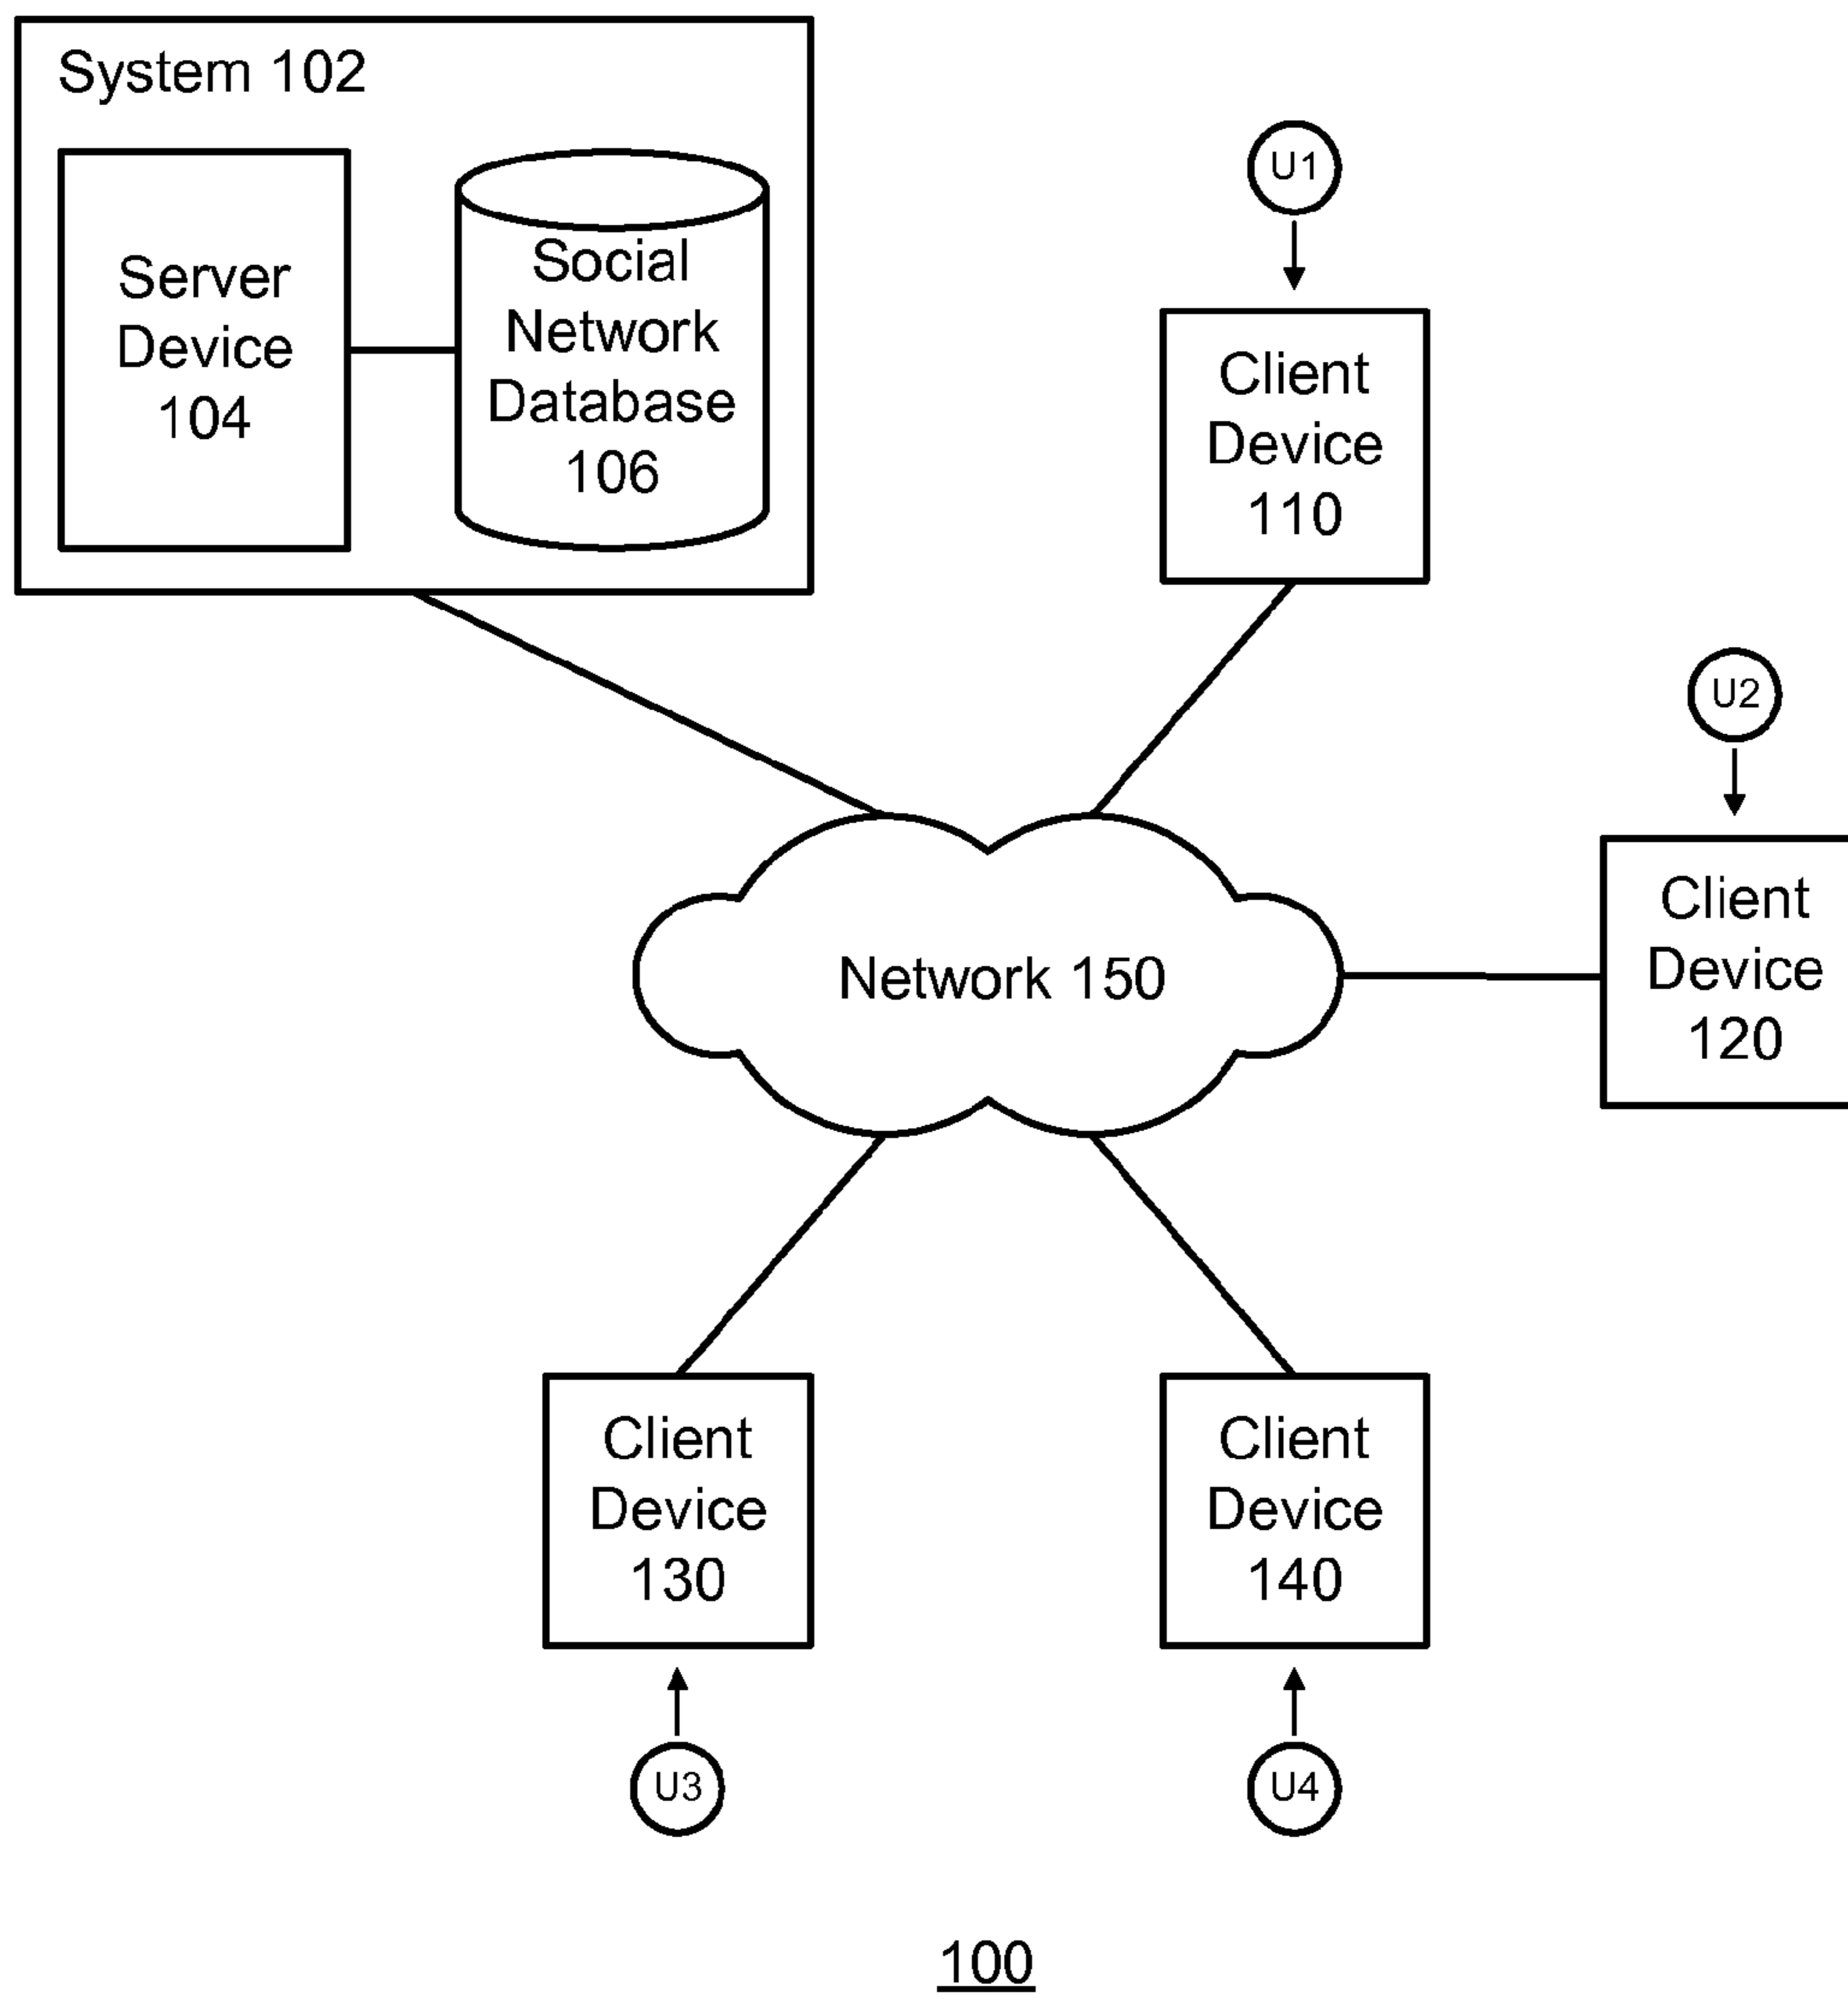 System 102
Server
Device
104
Social
Network
Database
106
U1
Client
Device
110
U2
Client
Device
120
Network 150
Client
Device
130
Client
Device
140
U3
U4
100